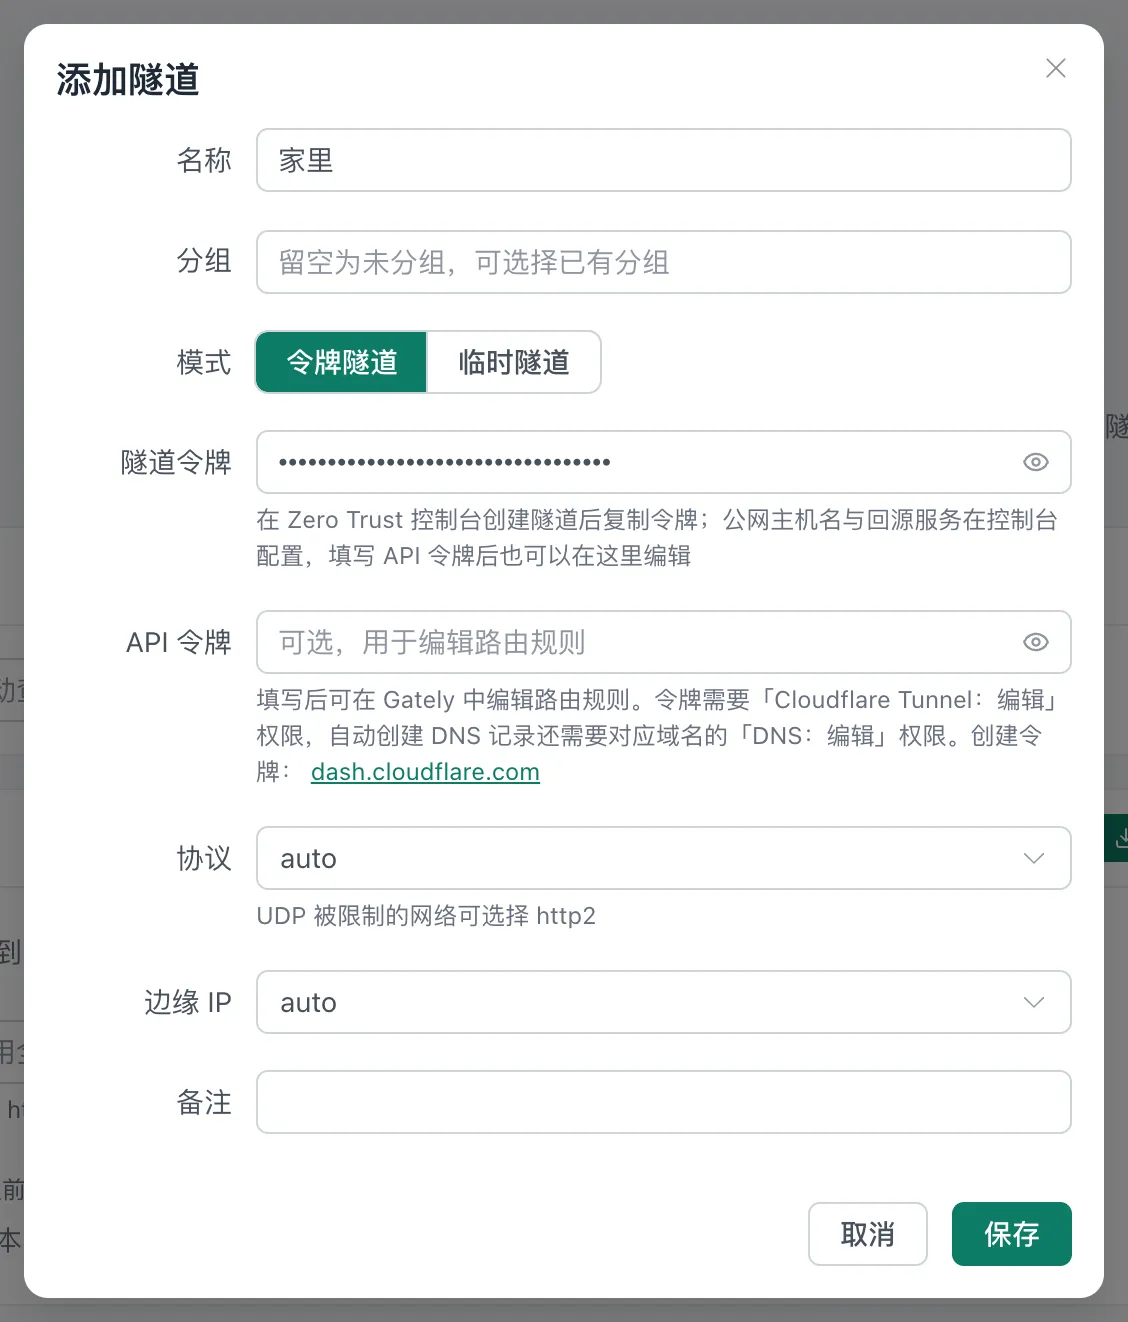 添加隧道
名称
家里
分组
留空为未分组，可选择已有分组
模式
令牌隧道
临时隧道
隧道令牌
••••••••••••••••••••••••••••••••••
在 Zero Trust 控制台创建隧道后复制令牌；公网主机名与回源服务在控制台
配置，填写 API 令牌后也可以在这里编辑
API 令牌
可选，用于编辑路由规则
填写后可在 Gately 中编辑路由规则。令牌需要「Cloudflare Tunnel：编辑」
权限，自动创建 DNS 记录还需要对应域名的「DNS：编辑」权限。创建令
牌： dash.cloudflare.com
协议
auto
UDP 被限制的网络可选择 http2
边缘 IP
auto
备注
取消
保存
隧
到
前
本